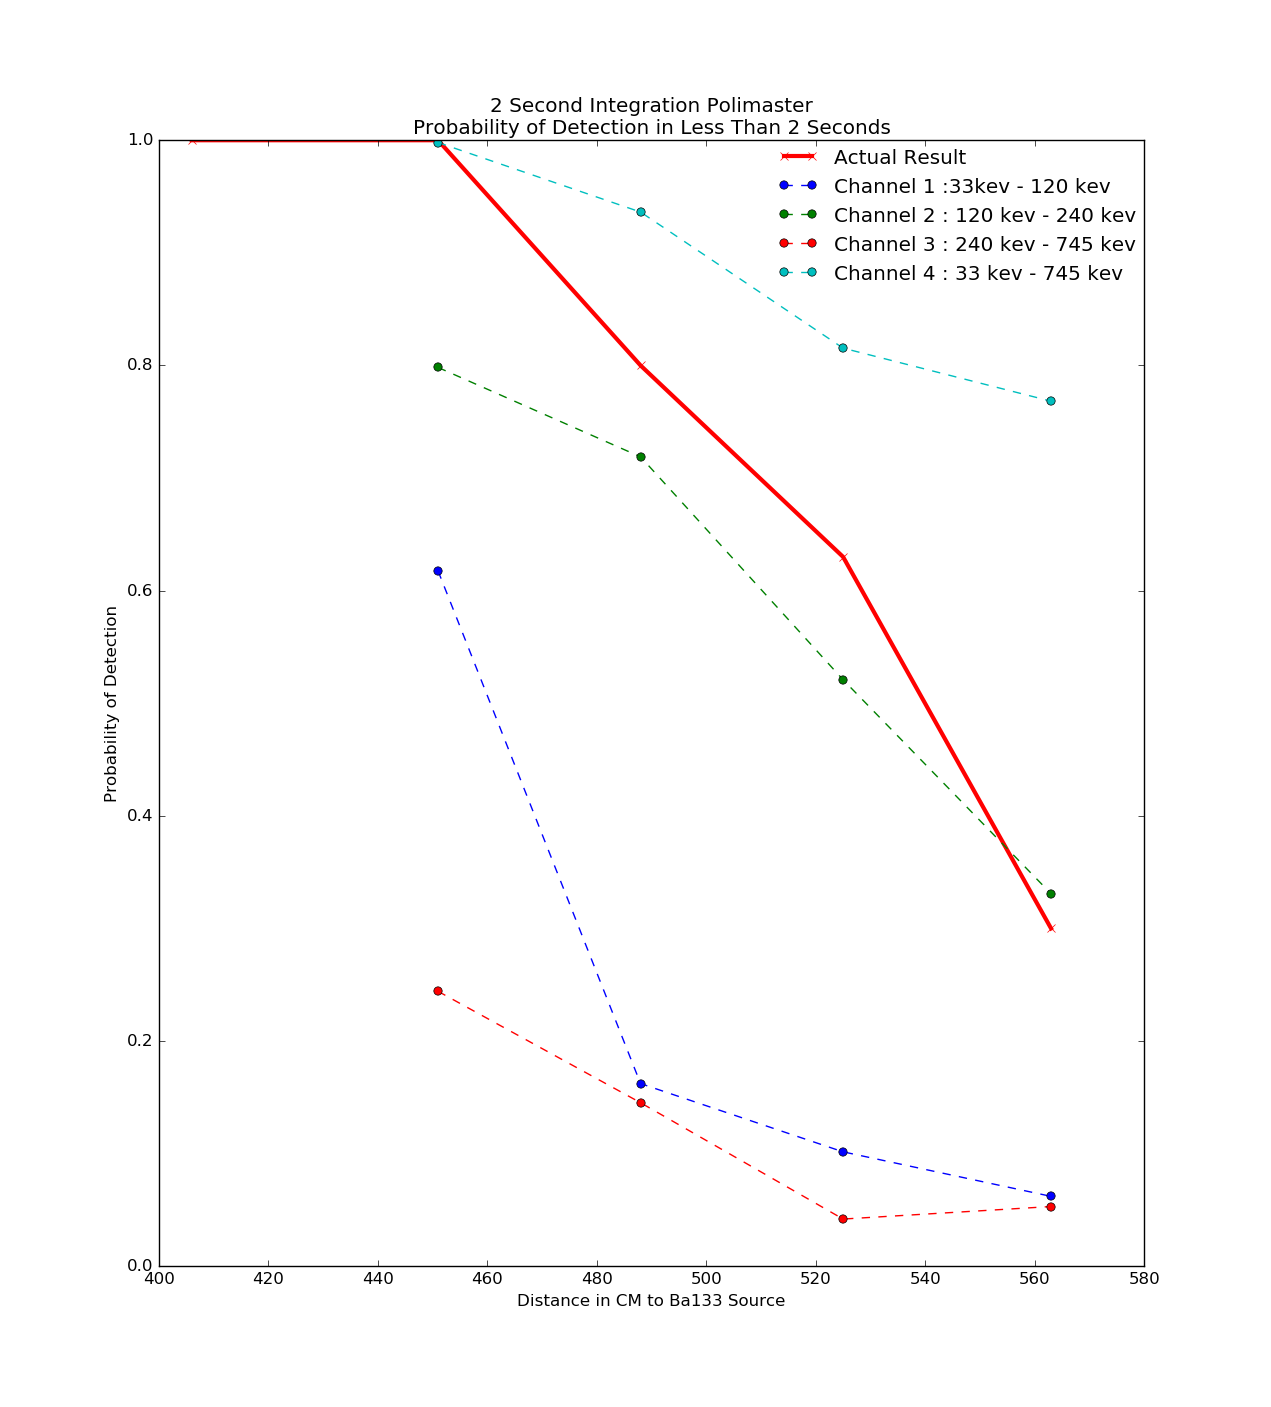 2 Second Integration Polimaster
Probability of Detection in Less Than 2 Seconds
Actual Result
Channel 1 :33kev - 120 kev
Channel 2 : 120 kev - 240 kev
Channel 3 : 240 kev - 745 kev
Channel 4 : 33 kev - 745 kev
1.0
0.8
0.6
0.4
0.2
0.0
Probability of Detection
400 420 440 460 480 500 520 540 560 580
Distance in CM to Ba133 Source